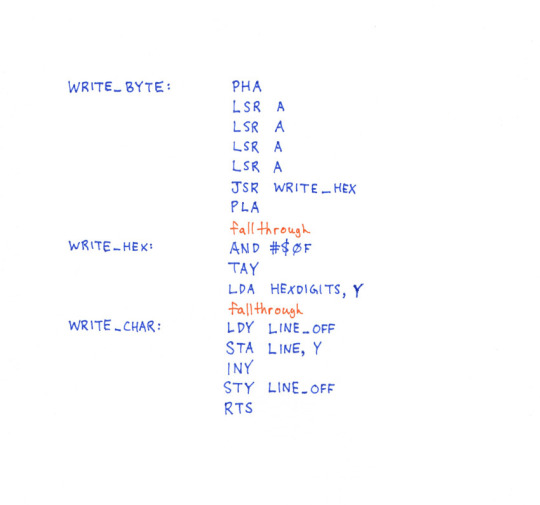 WRITE_BYTE: PHA
LSR A
LSR A
LSR A
LSR A
JSR WRITE_HEX
PLA
fallthrough
WRITE_HEX: AND #$0F
TAY
LDA HEXDIGITS, Y
fallthrough
WRITE_CHAR: LDY LINE_OFF
STA LINE, Y
INY
STY LINE_OFF
RTS